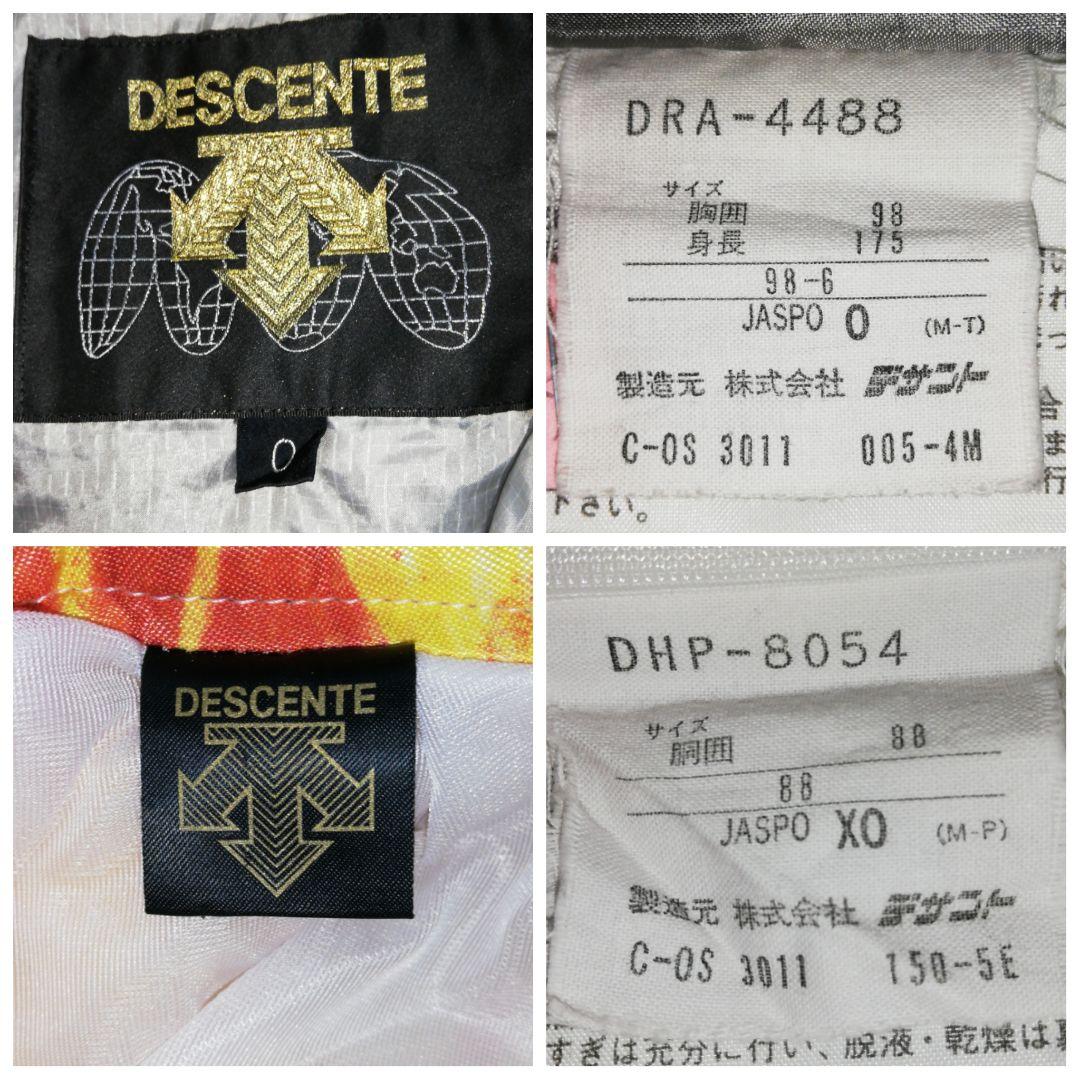 DESCENTE
0
DRA-4488
サイズ
胸囲 98
身長 175
98-6
JASPO O (M-T)
製造元 株式会社 デサント
C-OS 3011 005-4M
下さい。
DESCENTE
DHP-8054
サイズ
胴囲 88
88
JASPO XO (M-P)
製造元 株式会社 デサント
C-OS 3011 150-5E
すぎは充分に行い、脱液・乾燥は